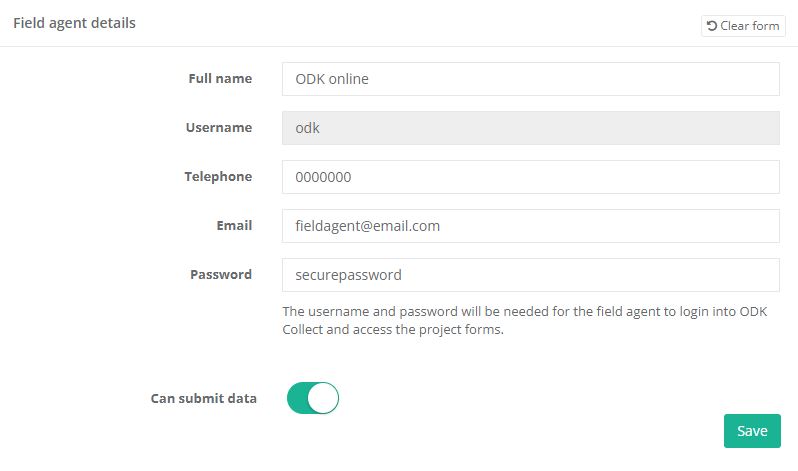 Field agent details
Clear form
Full name
ODK online
Username
odk
Telephone
0000000
Email
fieldagent@email.com
Password
securepassword
The username and password will be needed for the field agent to login into ODK
Collect and access the project forms.
Can submit data
Save